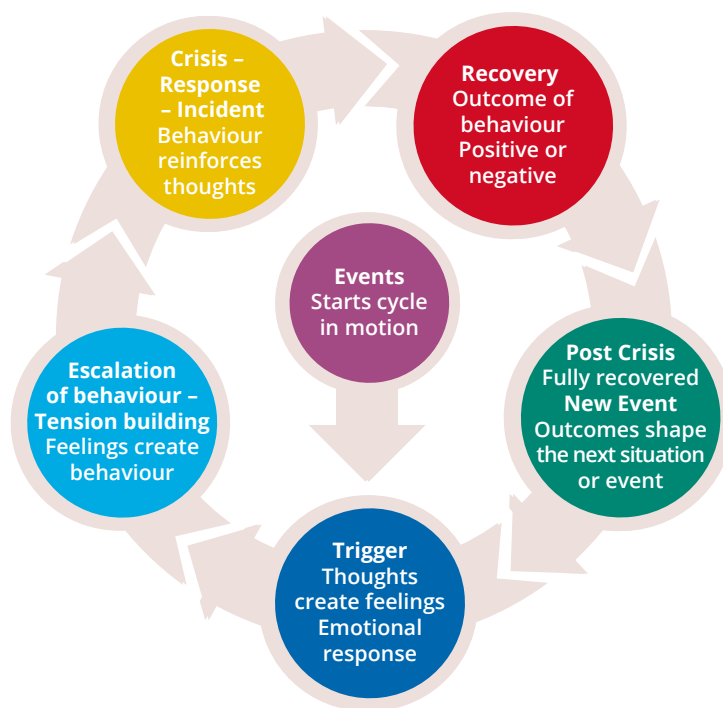 Crisis –
Response
– Incident
Behaviour
reinforces
thoughts
Recovery
Outcome of
behaviour
Positive or
negative
Events
Starts cycle
in motion
Escalation
of behaviour –
Tension building
Feelings create
behaviour
Post Crisis
Fully recovered
New Event
Outcomes shape
the next situation
or event
Trigger
Thoughts
create feelings
Emotional
response